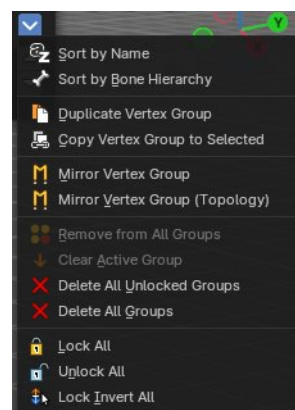 Y
Sort by Name
Sort by Bone Hierarchy
Duplicate Vertex Group
Copy Vertex Group to Selected
Mirror Vertex Group
Mirror Vertex Group (Topology)
Remove from All Groups
Clear Active Group
Delete All Unlocked Groups
Delete All Groups
Lock All
Unlock All
Lock Invert All